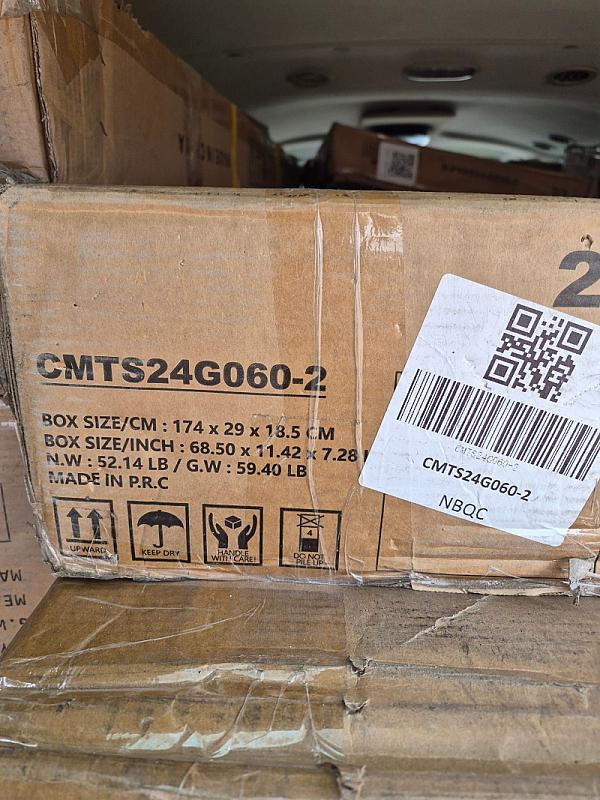 2
CMTS24G060-2
BOX SIZE/CM : 174 x 29 x 18.5 CM
BOX SIZE/INCH : 68.50 x 11.42 x 7.28
N.W : 52.14 LB / G.W : 59.40 LB
MADE IN P.R.C
UPWARD
KEEP DRY
HANDLE
WITH CARE!
4
DO NOT
PILE UP
CMTS24G060-2
CMTS24G060-2
NBQC